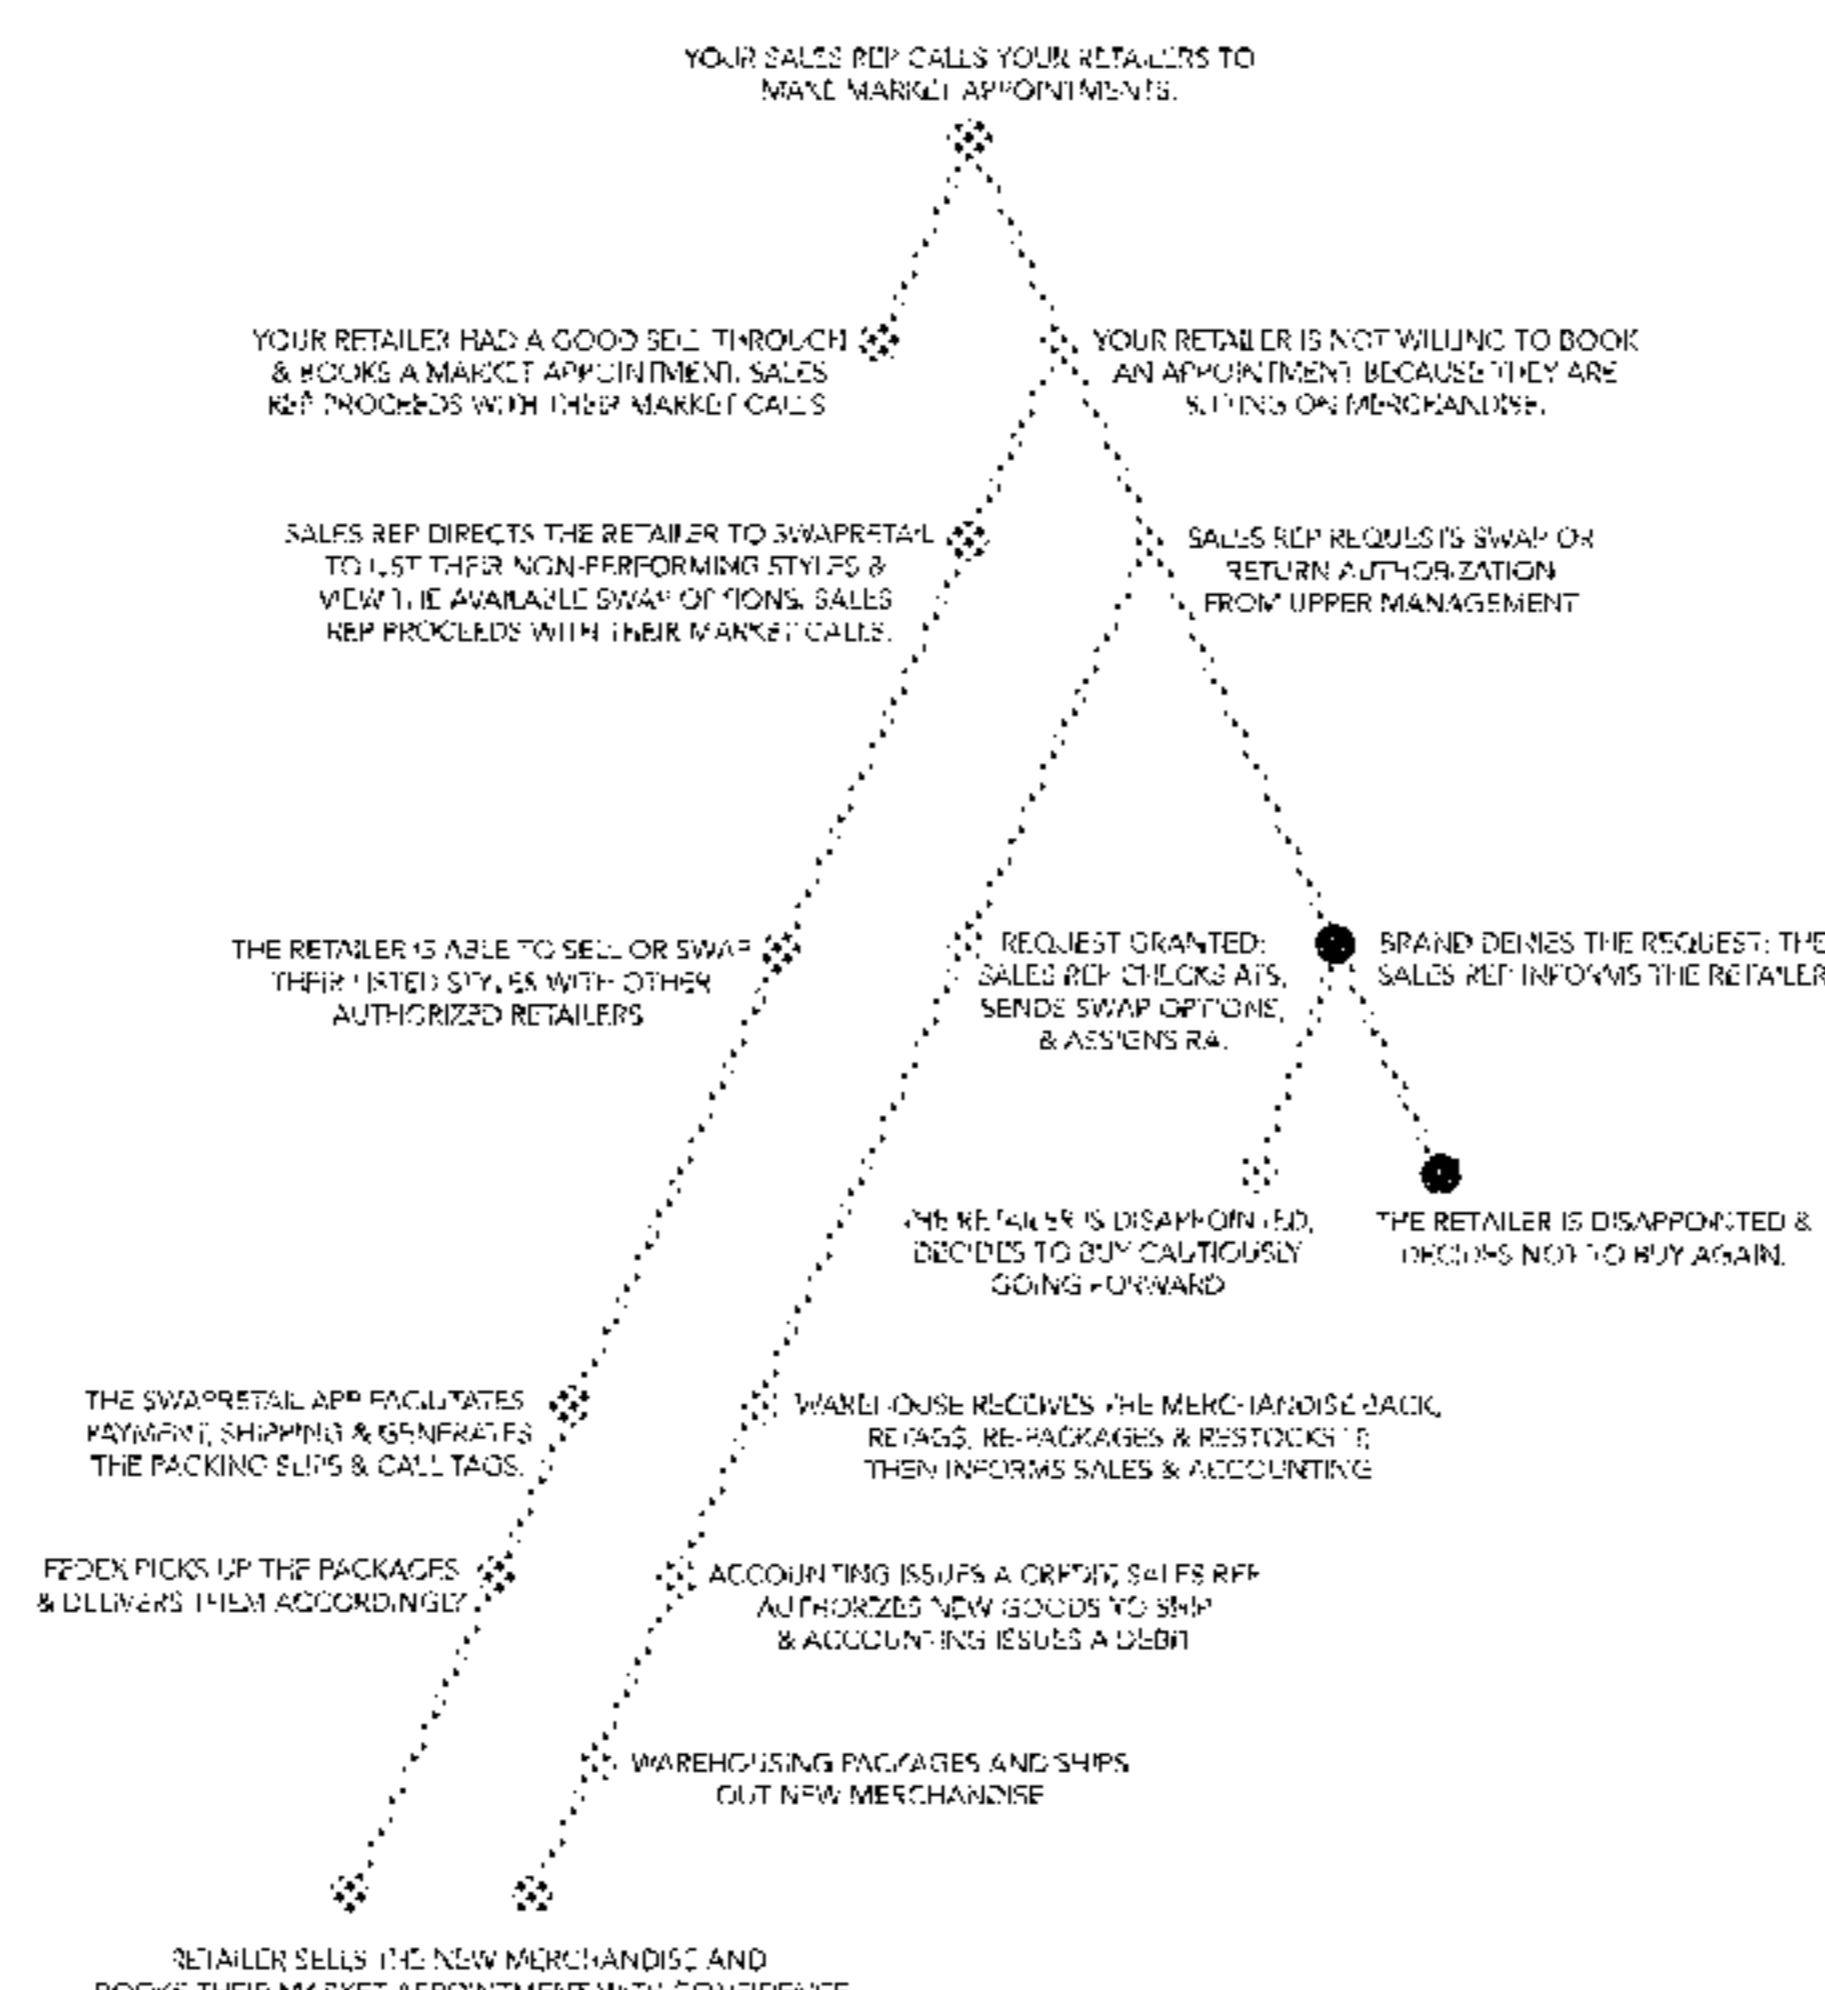 YOUR SALES REP CALLS YOUR RETAILERS TO
MAKE MARKET APPOINTMENTS.
YOUR RETAILER HAD A GOOD SELL THROUGH
& BOOKS A MARKET APPOINTMENT. SALES
REP PROCEEDS WITH THEIR MARKET CALLS
YOUR RETAILER IS NOT WILLING TO BOOK
AN APPOINTMENT BECAUSE THEY ARE
SITTING ON MERCHANDISE.
SALES REP DIRECTS THE RETAILER TO SWAPRETAIL
TO LIST THEIR NON-PERFORMING STYLES &
VIEW THE AVAILABLE SWAP OPTIONS. SALES
REP PROCEEDS WITH THEIR MARKET CALLS.
SALES REP REQUESTS SWAP OR
RETURN AUTHORIZATION
FROM UPPER MANAGEMENT
THE RETAILER IS ABLE TO SELL OR SWAP
THEIR LISTED STYLES WITH OTHER
AUTHORIZED RETAILERS
REQUEST GRANTED:
SALES REP CHECKS ATS,
SENDS SWAP OPTIONS,
& ASSIGNS RA.
BRAND DENIES THE REQUEST: THE
SALES REP INFORMS THE RETAILER
THE RETAILER IS DISAPPOINTED,
DECIDES TO BUY CAUTIOUSLY
GOING FORWARD
THE RETAILER IS DISAPPOINTED &
DECIDES NOT TO BUY AGAIN.
THE SWAPRETAIL APP FACILITATES
PAYMENT, SHIPPING & GENERATES
THE PACKING SLIPS & CALL TAGS.
WAREHOUSE RECEIVES THE MERCHANDISE BACK,
RETAGS, RE-PACKAGES & RESTOCKS IT,
THEN INFORMS SALES & ACCOUNTING
FEDEX PICKS UP THE PACKAGES
& DELIVERS THEM ACCORDINGLY.
ACCOUNTING ISSUES A CREDIT, SALES REP
AUTHORIZES NEW GOODS TO SHIP
& ACCOUNTING ISSUES A DEBIT
WAREHOUSING PACKAGES AND SHIPS
OUT NEW MERCHANDISE
RETAILER SELLS THE NEW MERCHANDISE AND
BOOKS THEIR MARKET APPOINTMENT WITH CONFIDENCE